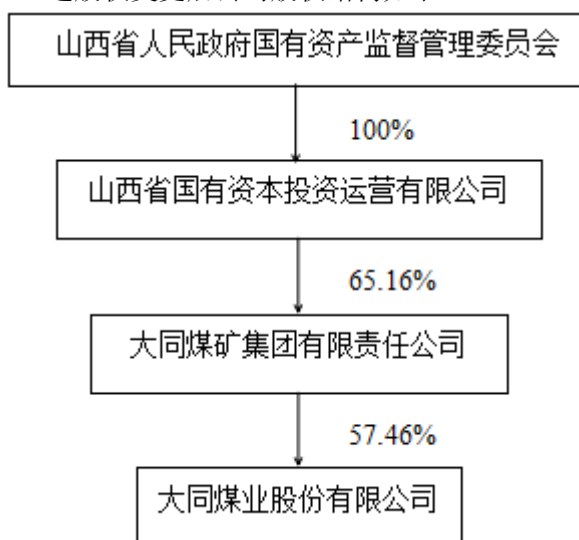 山西省人民政府国有资产监督管理委员会
100%
山西省国有资本投资运营有限公司
65.16%
大同煤矿集团有限责任公司
57.46%
大同煤业股份有限公司